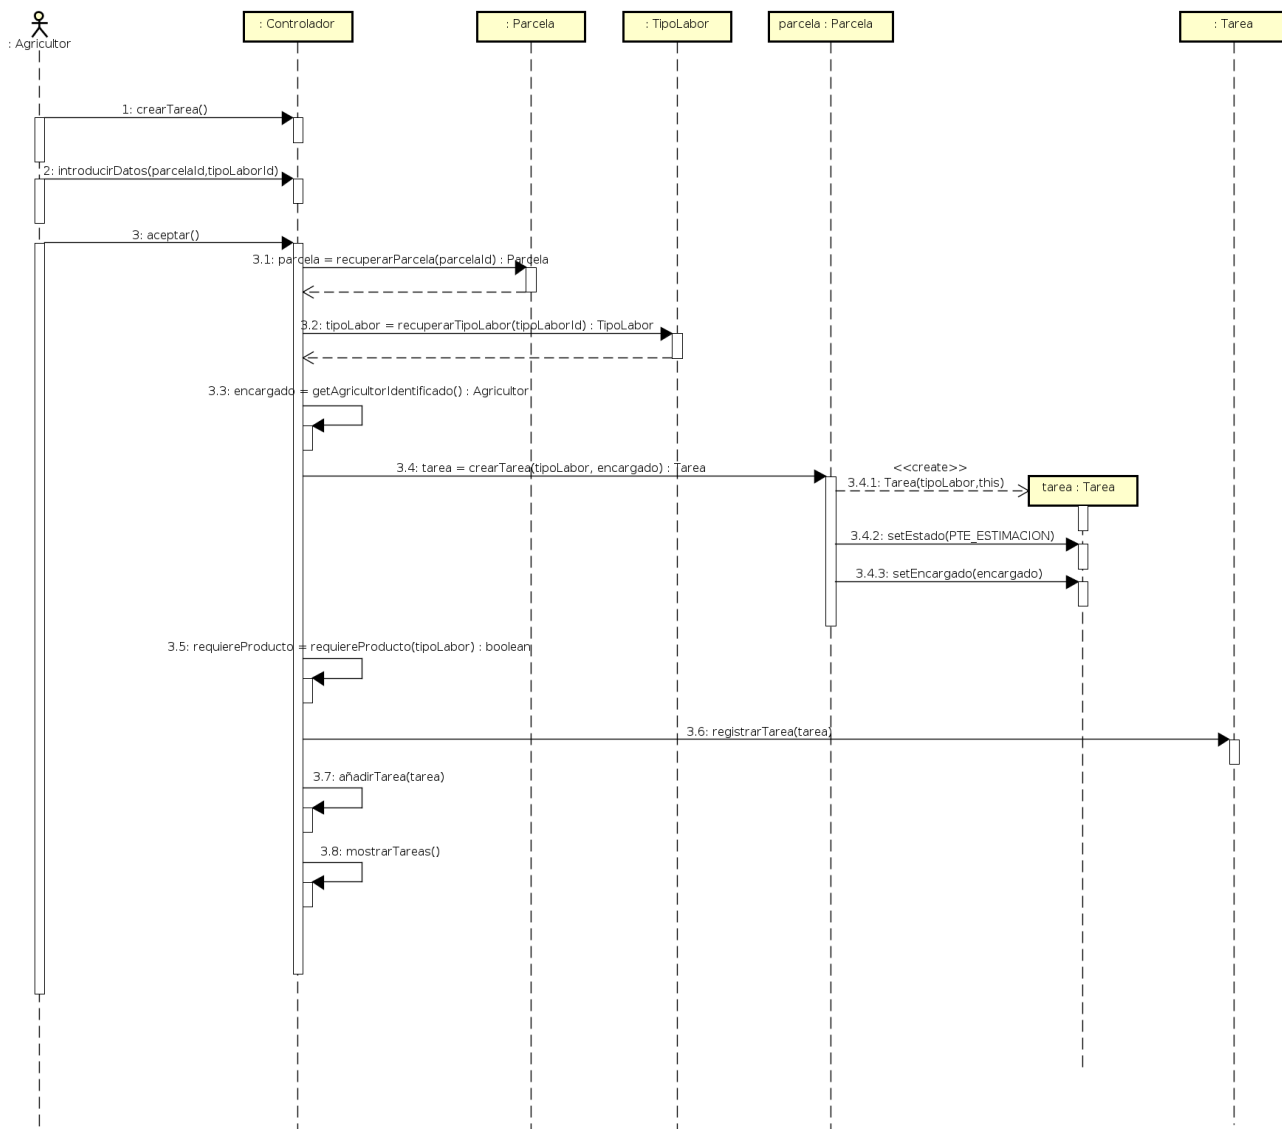 : Agricultor
: Controlador
: Parcela
: TipoLabor
parcela : Parcela
: Tarea
1: crearTarea()
2: introducirDatos(parcelaId,tipoLaborId)
3: aceptar()
3.1: parcela = recuperarParcela(parcelaId) : Parcela
3.2: tipoLabor = recuperarTipoLabor(tipoLaborId) : TipoLabor
3.3: encargado = getAgricultorIdentificado() : Agricultor
3.4: tarea = crearTarea(tipoLabor, encargado) : Tarea
<<create>>
3.4.1: Tarea(tipoLabor,this)
tarea : Tarea
3.4.2: setEstado(PTE_ESTIMACION)
3.4.3: setEncargado(encargado)
3.5: requiereProducto = requiereProducto(tipoLabor) : boolean
3.6: registrarTarea(tarea)
3.7: añadirTarea(tarea)
3.8: mostrarTareas()